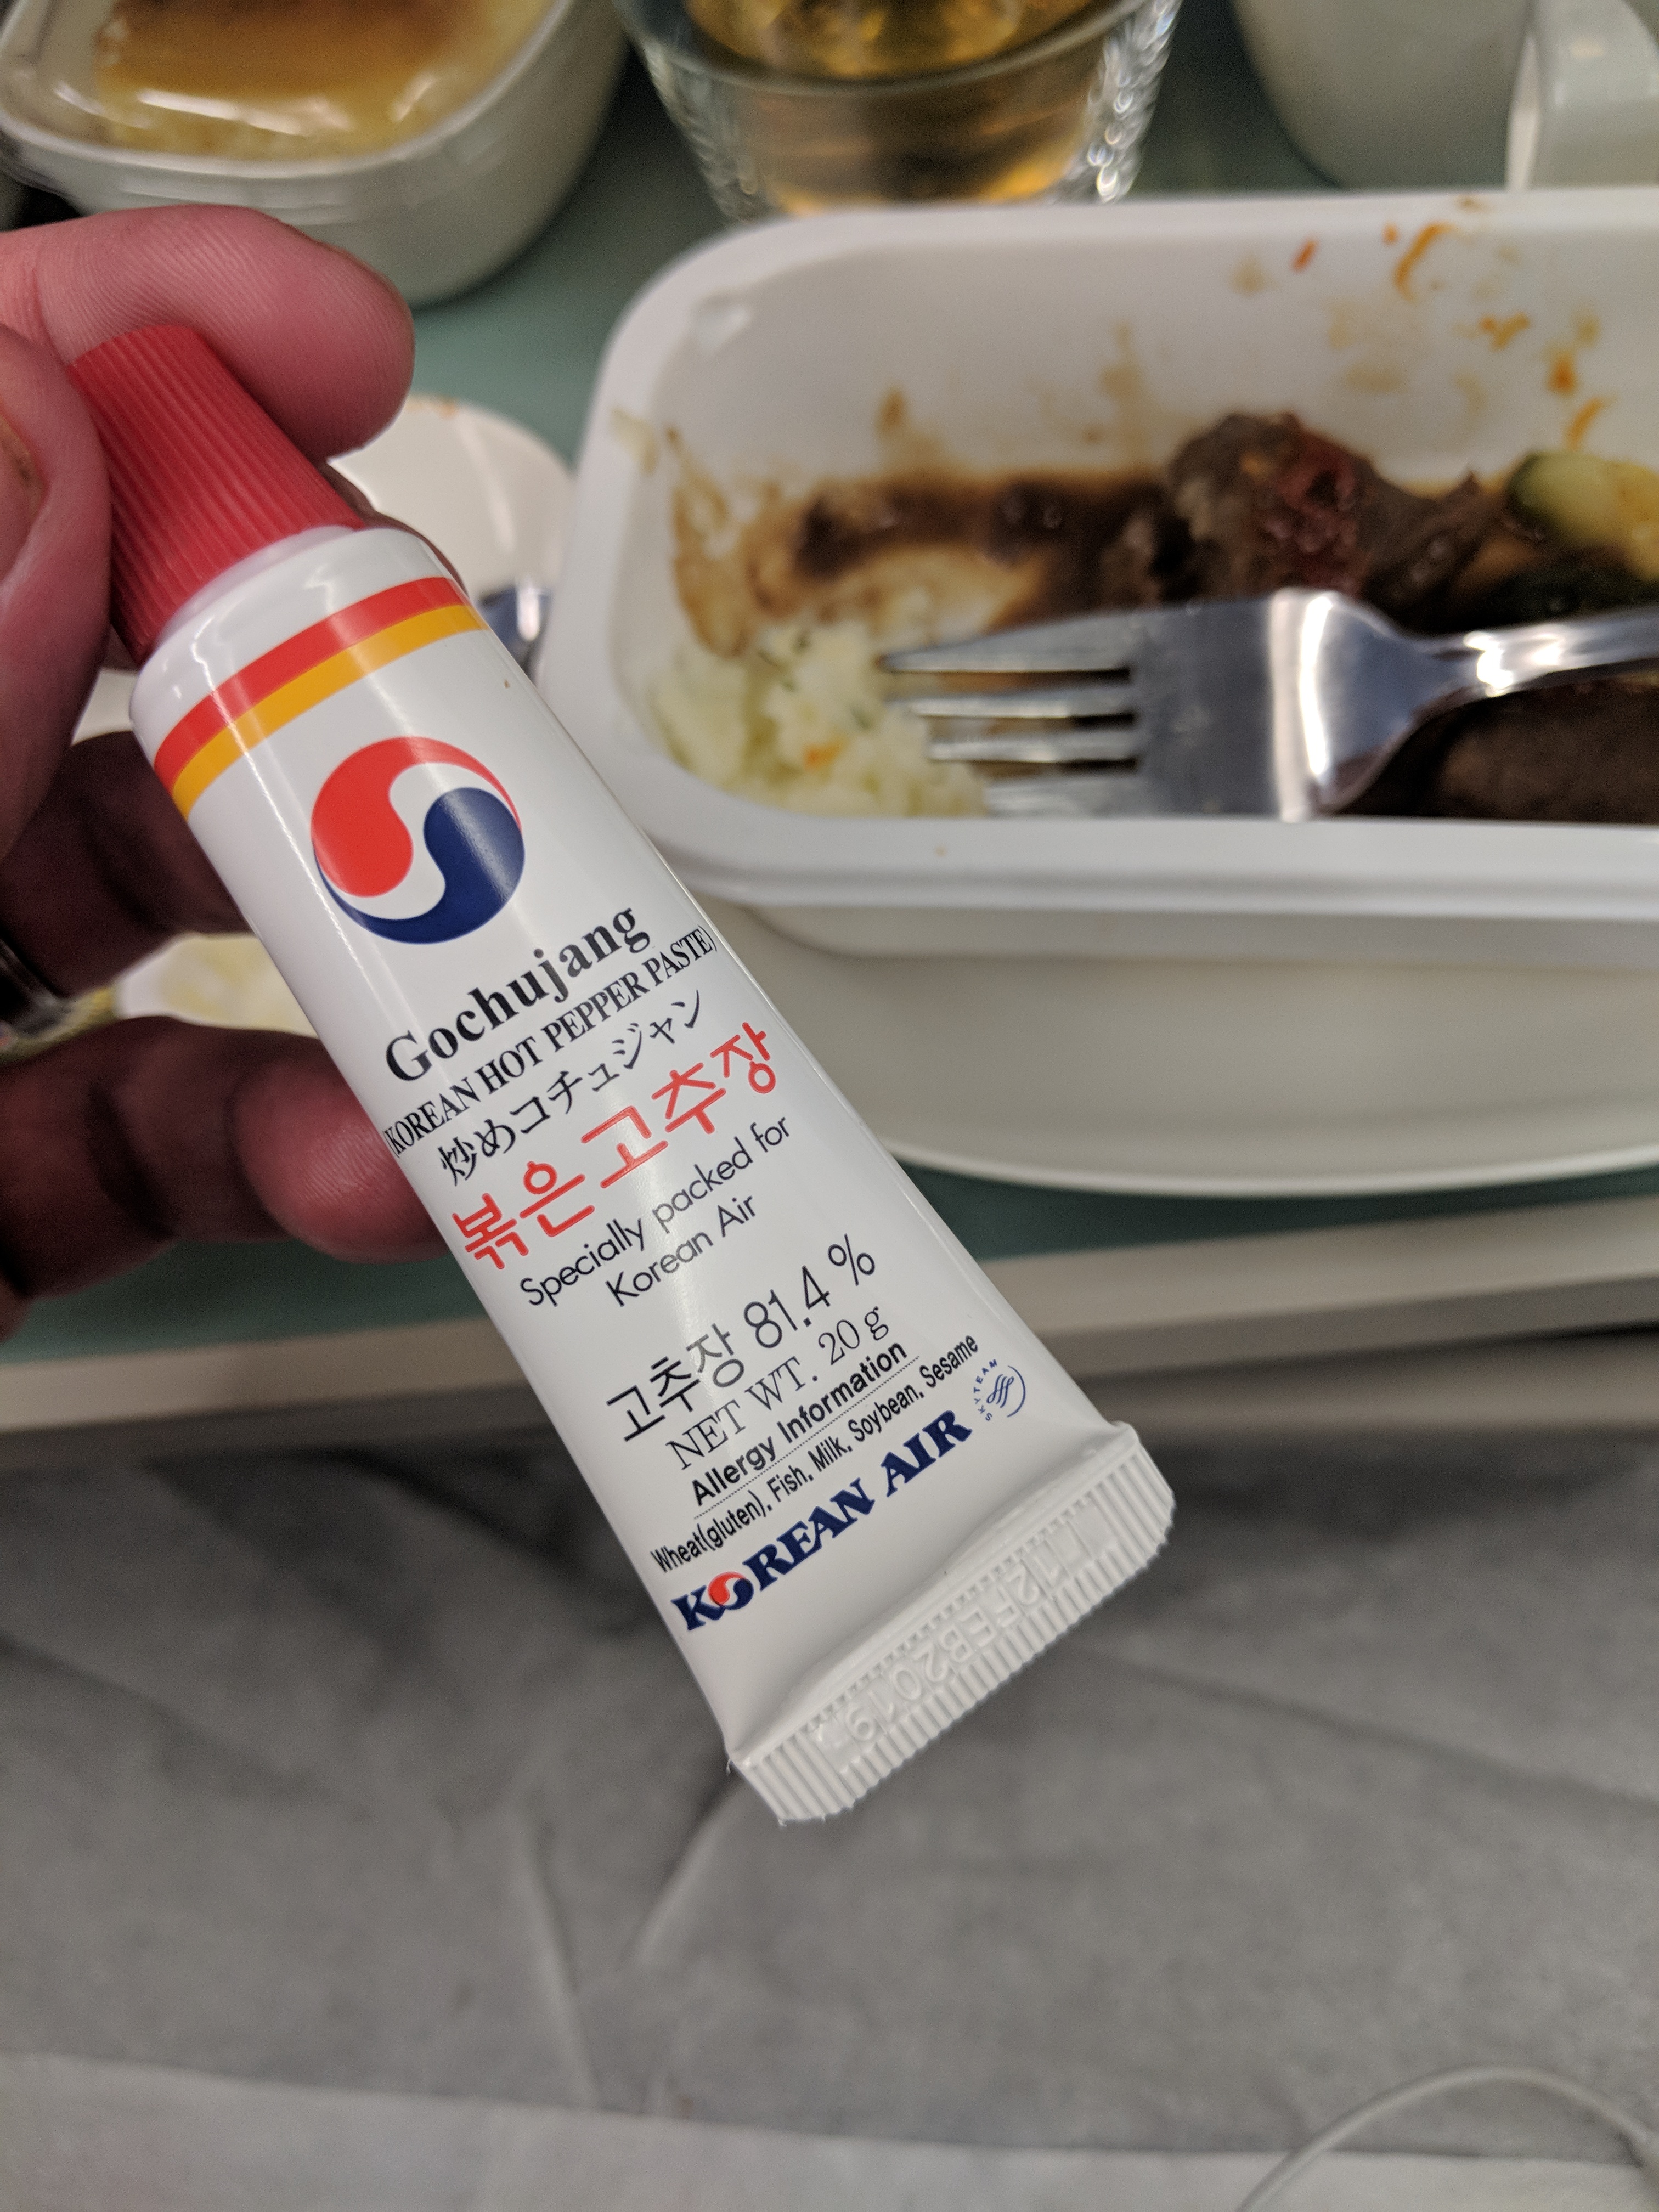 Gochujang
(KOREAN HOT PEPPER PASTE)
炒めコチュジャン
볶은고추장
Specially packed for
Korean Air
고추장 81.4 %
NET WT. 20 g
Allergy Information
Wheat(gluten), Fish, Milk, Soybean, Sesame
KOREAN AIR
SKYTEAM
12FEB2019